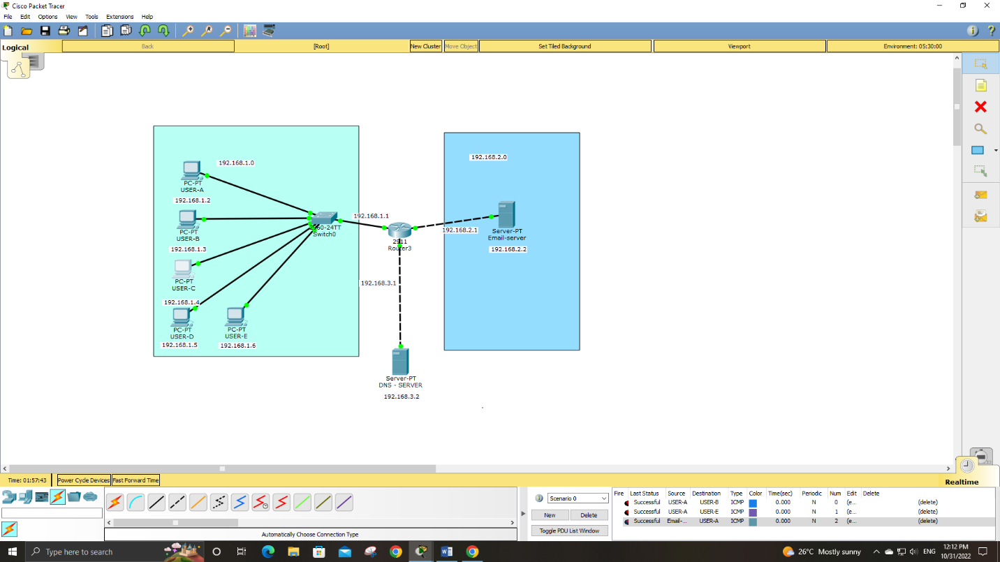 Cisco Packet Tracer
File Edit Options View Tools Extensions Help
Logical Back [Root] New Cluster Move Object Set Tiled Background Viewport Environment: 05:30:00
192.168.1.0
PC-PT
USER-A
192.168.1.2
PC-PT
USER-B
192.168.1.3
PC-PT
USER-C
192.168.1.4
PC-PT
USER-D
192.168.1.5
PC-PT
USER-E
192.168.1.6
2960-24TT
Switch0
192.168.1.1
2911
Router3
192.168.3.1
Server-PT
DNS - SERVER
192.168.3.2
192.168.2.0
192.168.2.1
Server-PT
Email-server
192.168.2.2
Time: 01:57:43 Power Cycle Devices Fast Forward Time
Realtime
Automatically Choose Connection Type
Scenario 0
New Delete
Toggle PDU List Window
Fire Last Status Source Destination Type Color Time(sec) Periodic Num Edit Delete
Successful USER-A USER-B ICMP 0.000 N 0 (e... (delete)
Successful USER-A USER-E ICMP 0.000 N 1 (e... (delete)
Successful Email-... USER-A ICMP 0.000 N 2 (e... (delete)
Type here to search
26°C Mostly sunny
ENG
12:12 PM
10/31/2022